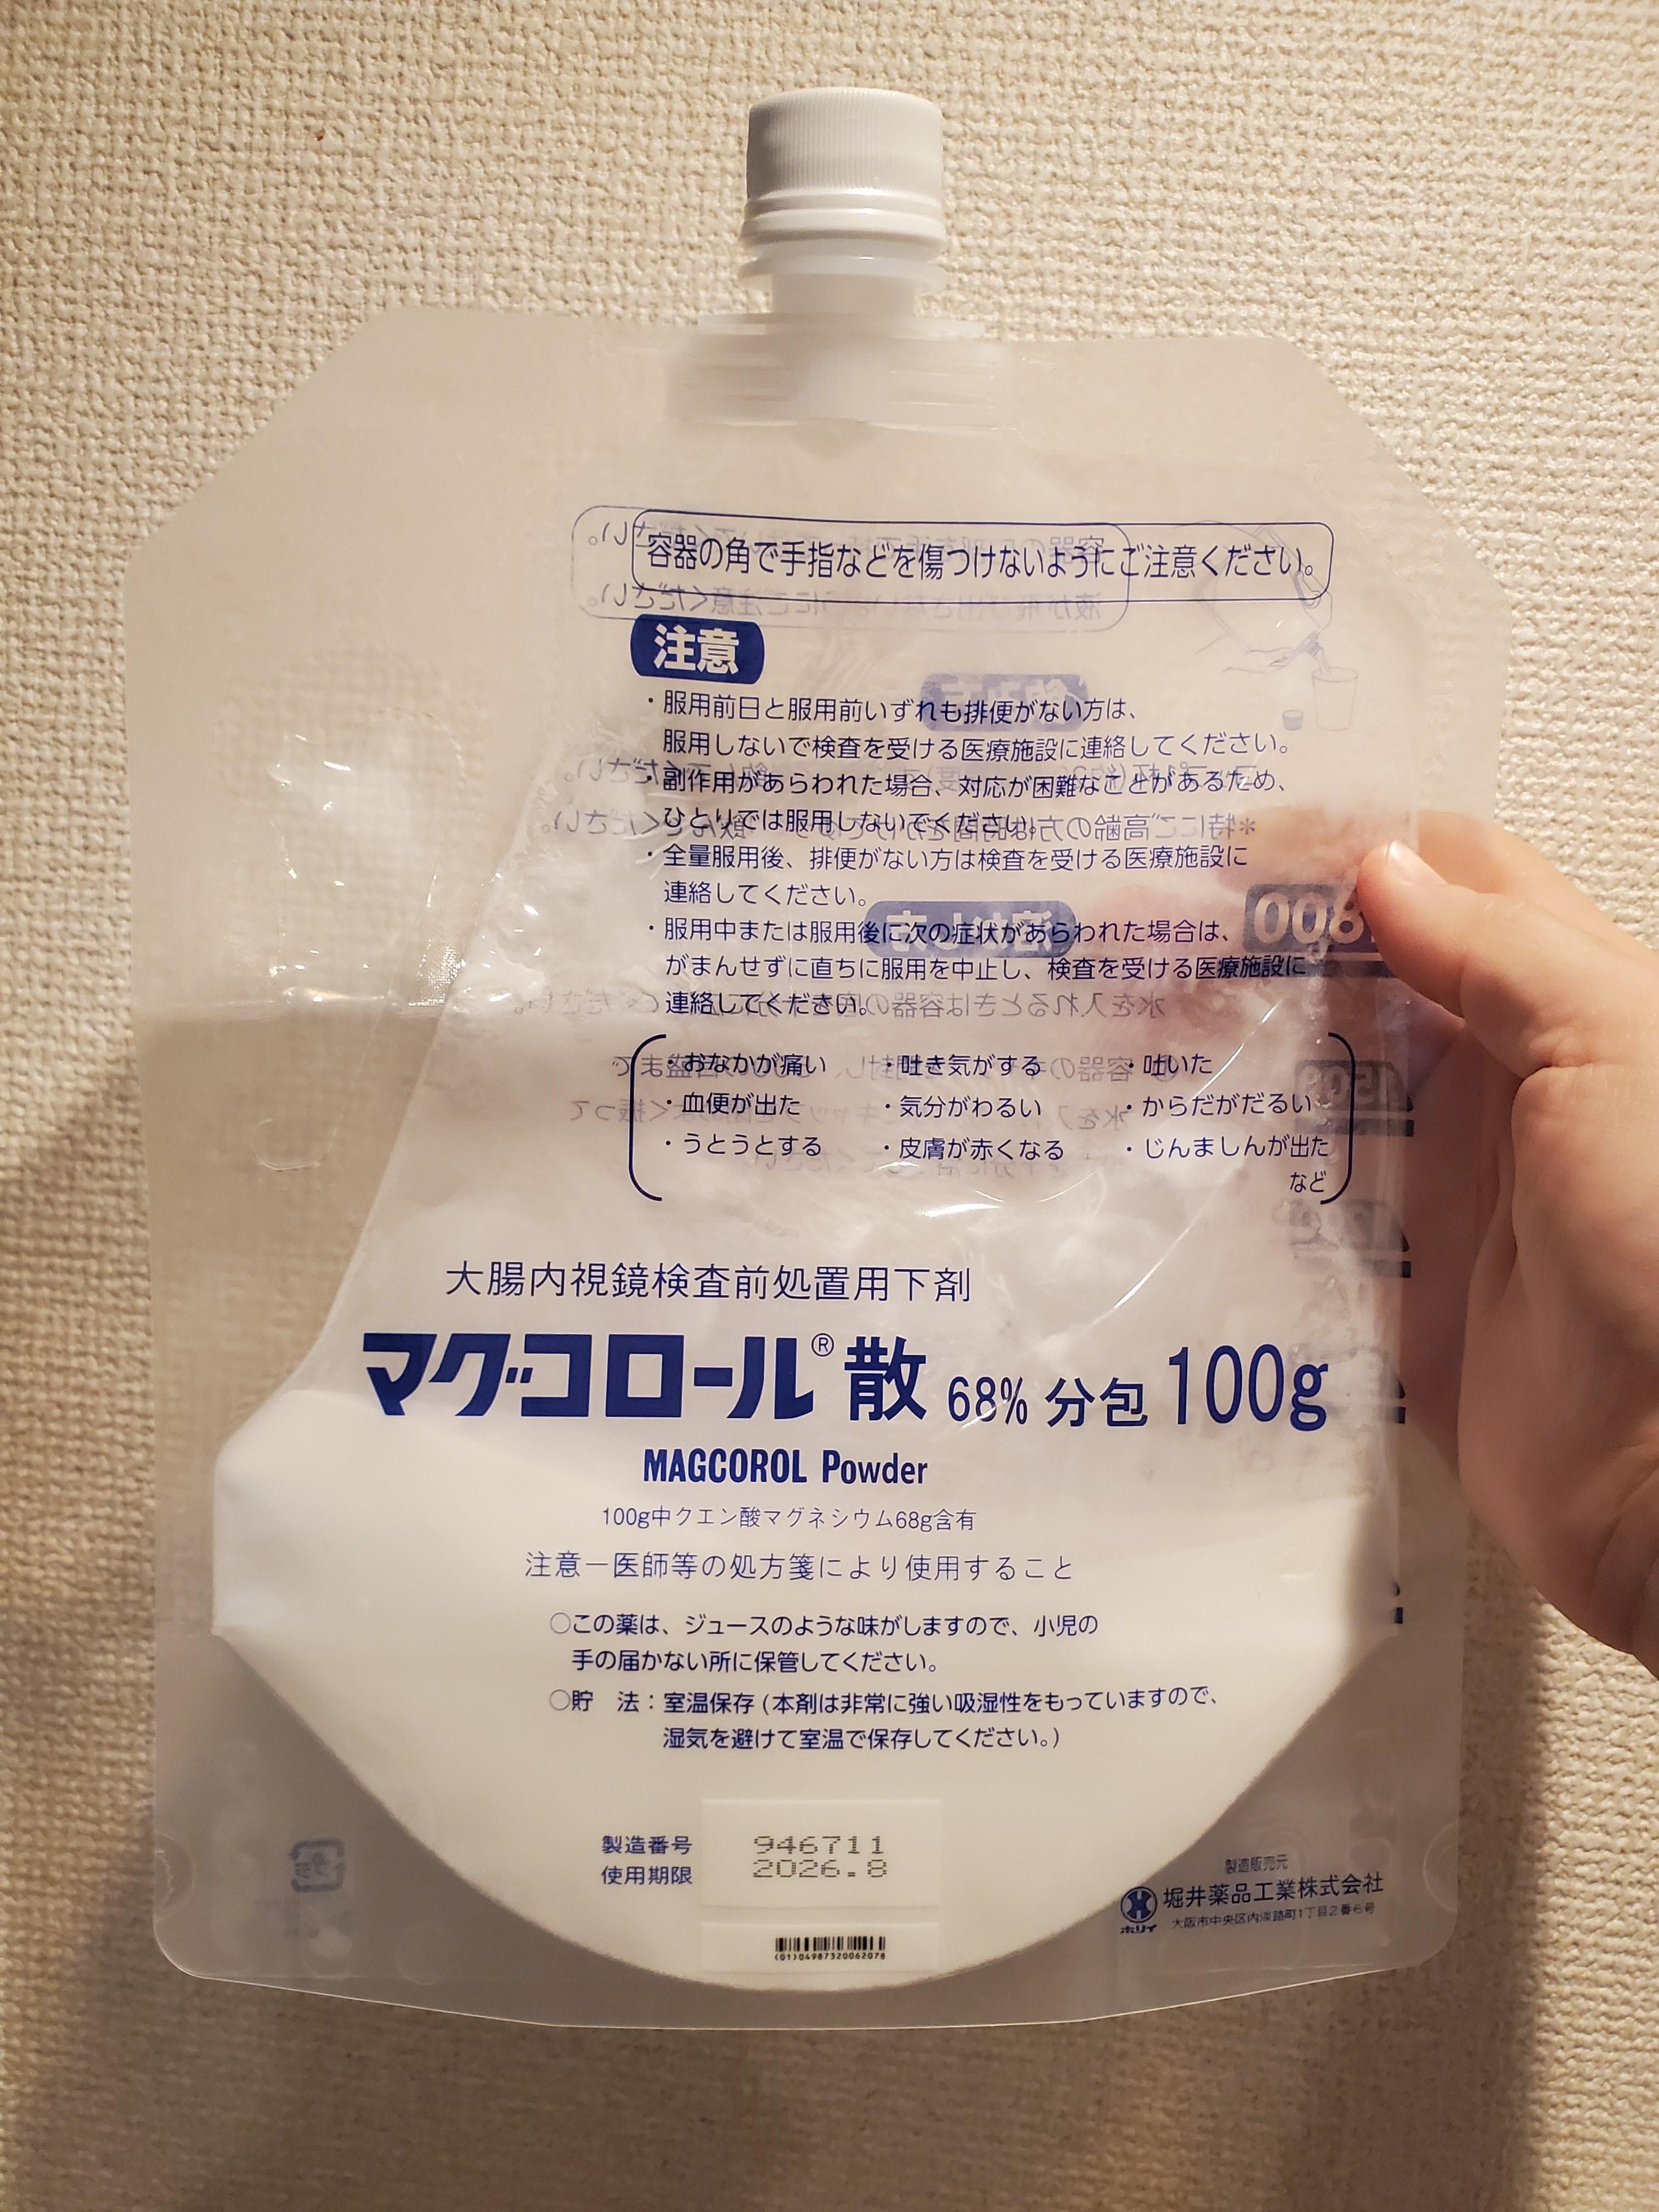 容器の角で手指などを傷つけないようにご注意ください。
注意
・服用前日と服用前いずれも排便がない方は、
服用しないで検査を受ける医療施設に連絡してください。
・副作用があらわれた場合、対応が困難なことがあるため、
ひとりでは服用しないでください。
・全量服用後、排便がない方は検査を受ける医療施設に
連絡してください。
・服用中または服用後に次の症状があらわれた場合は、
がまんせずに直ちに服用を中止し、検査を受ける医療施設に
連絡してください。
・おなかが痛い ・吐き気がする ・吐いた
・血便が出た ・気分がわるい ・からだがだるい
・うとうとする ・皮膚が赤くなる ・じんましんが出た
など
大腸内視鏡検査前処置用下剤
マグコロール®散 68% 分包 100g
MAGCOROL Powder
100g中クエン酸マグネシウム68g含有
注意－医師等の処方箋により使用すること
○この薬は、ジュースのような味がしますので、小児の
手の届かない所に保管してください。
○貯　法：室温保存(本剤は非常に強い吸湿性をもっていますので、
湿気を避けて室温で保存してください。)
製造番号 946711
使用期限 2026.8
(01)04987320062078
製造販売元
ホリイ 堀井薬品工業株式会社
大阪市中央区内淡路町1丁目2番6号